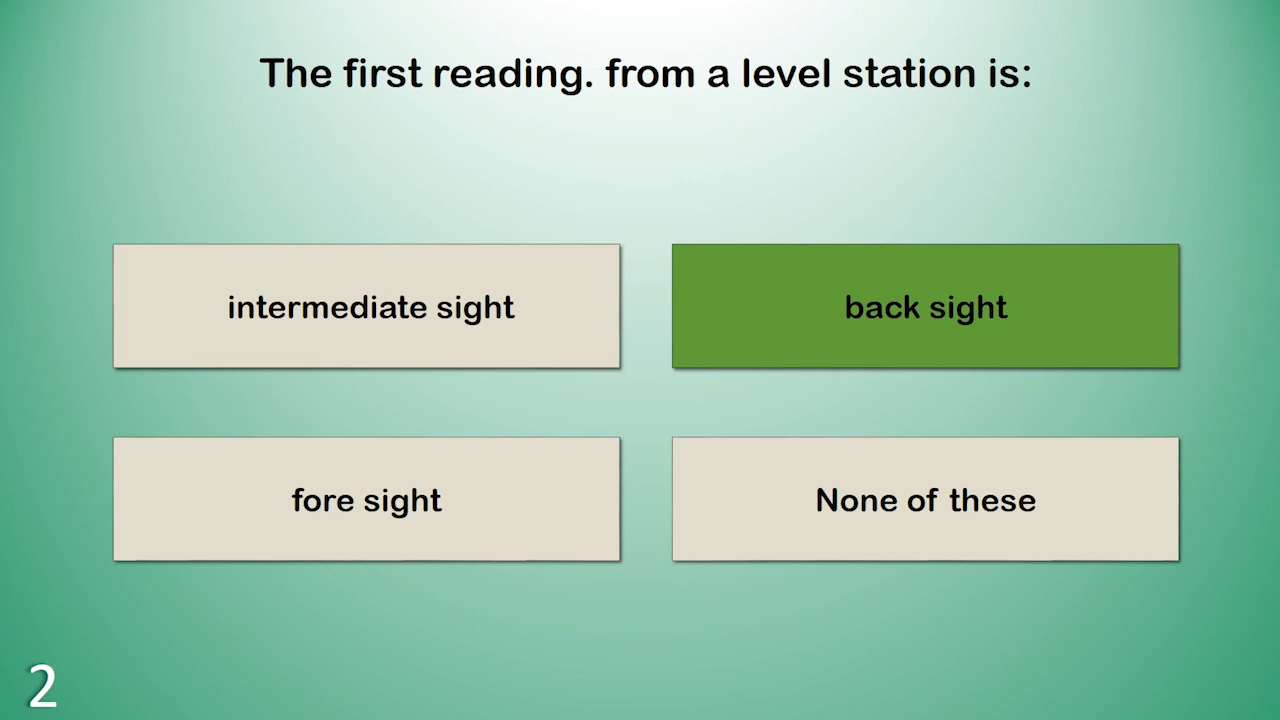 The first reading. from a level station is:
intermediate sight
back sight
fore sight
None of these
2